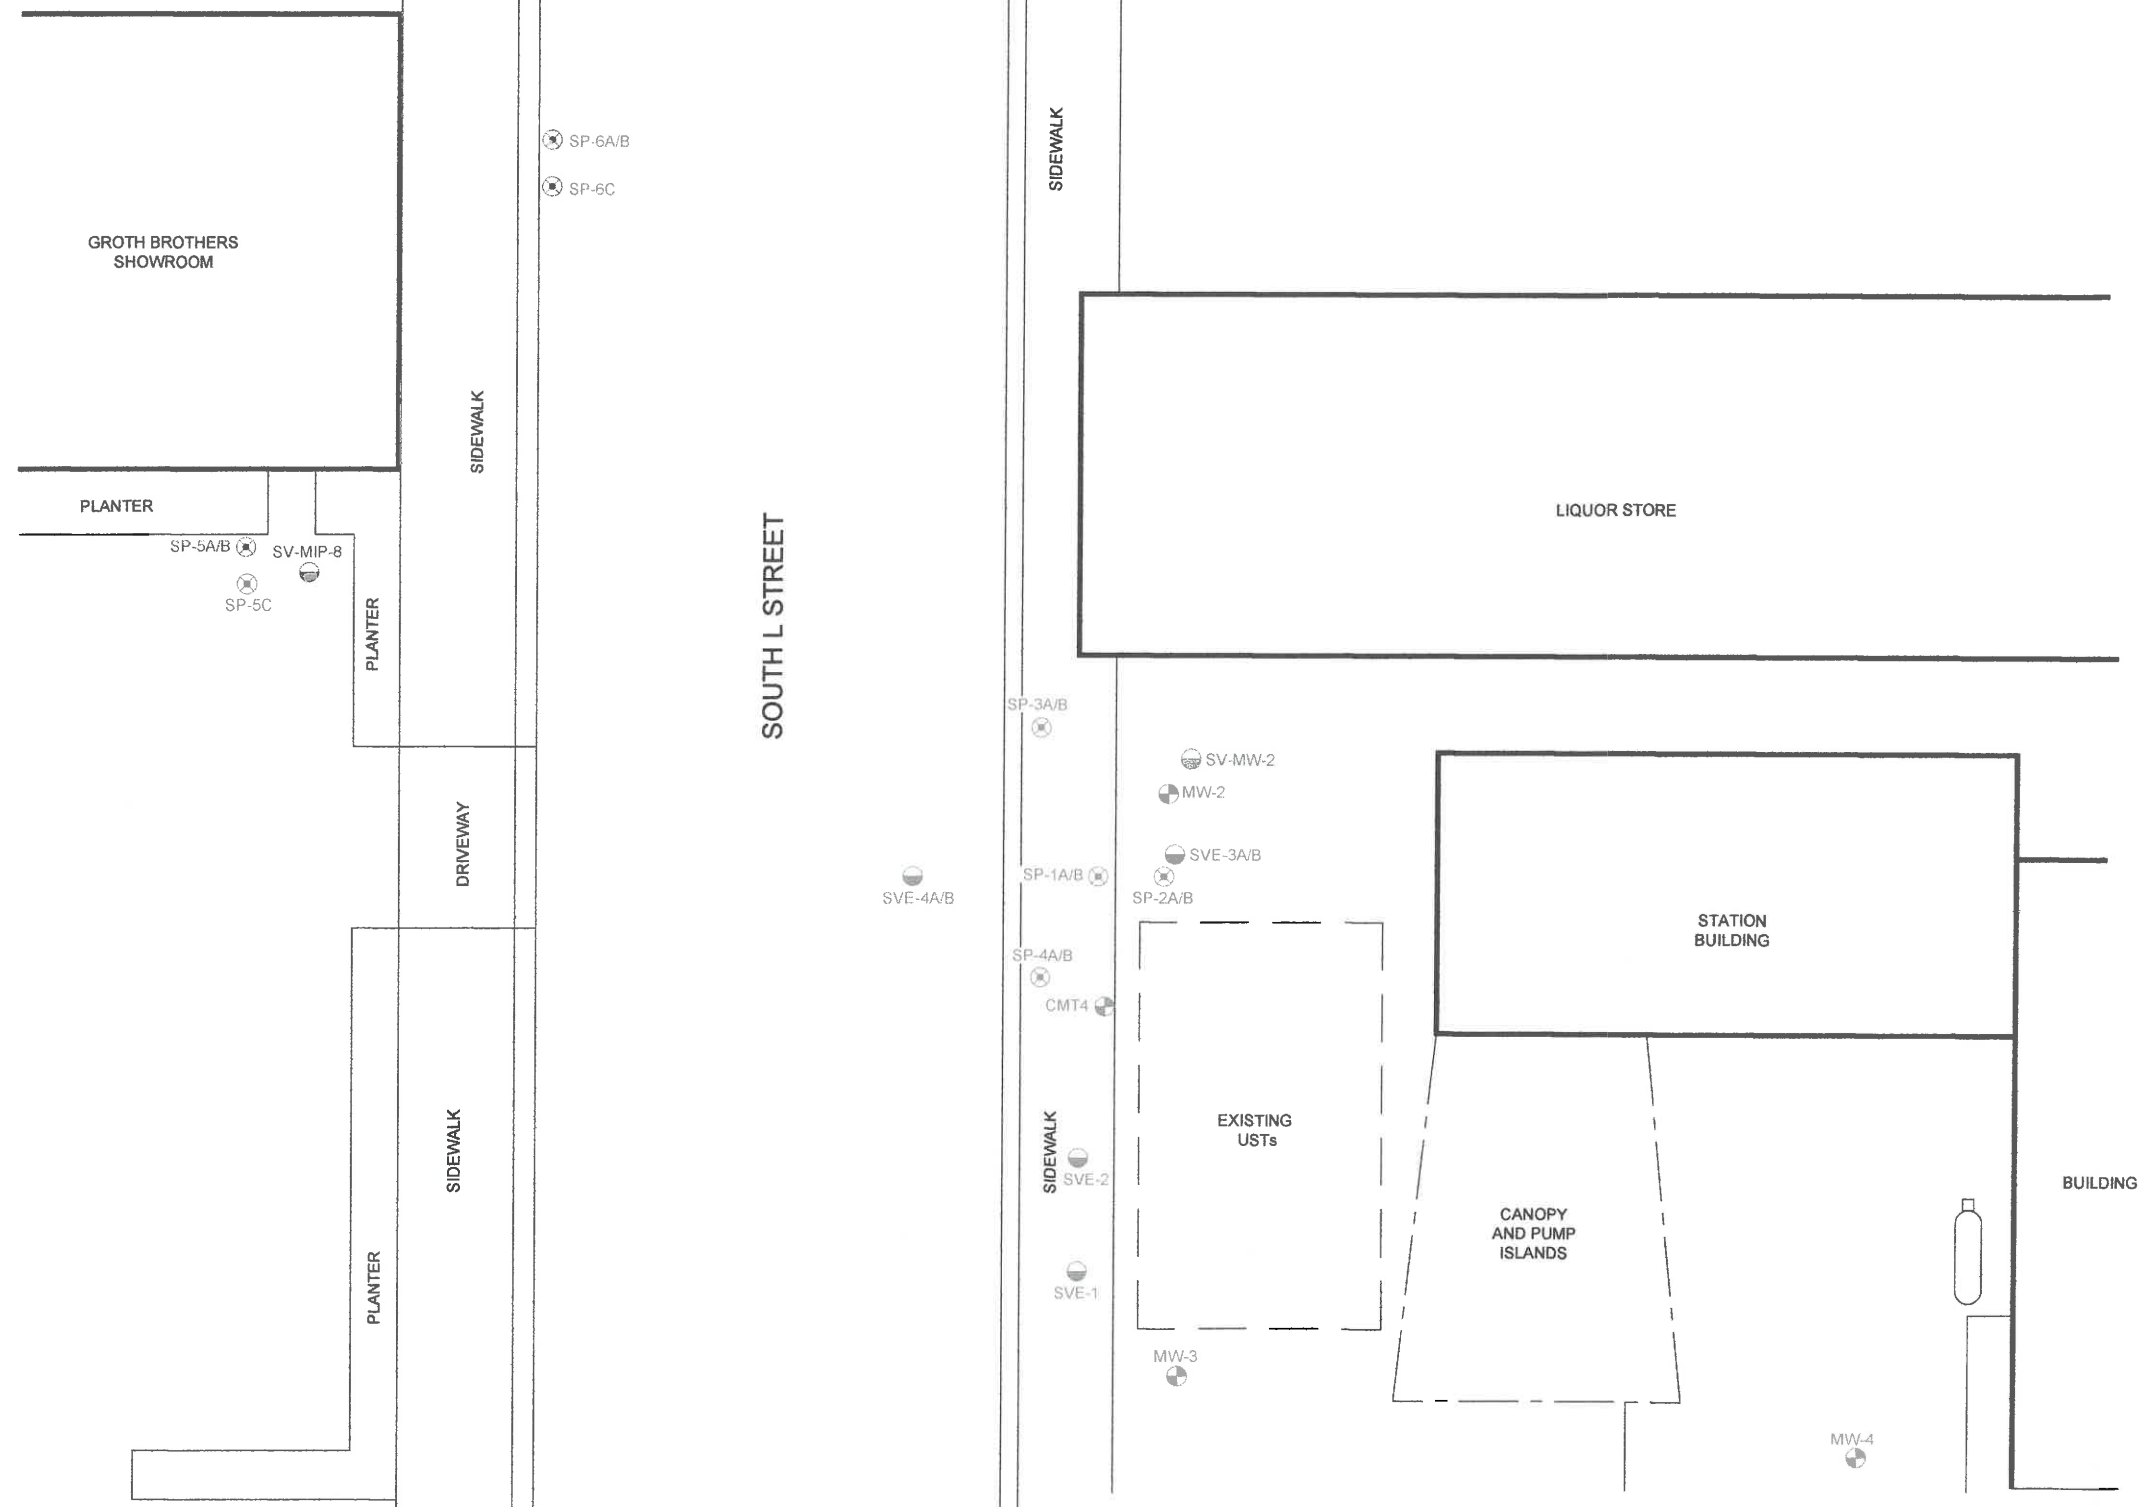 SIDEWALK
SP-6A/B
SP-6C
GROTH BROTHERS
SHOWROOM
SIDEWALK
PLANTER
LIQUOR STORE
SOUTH L STREET
SP-5A/B
SV-MIP-8
SP-5C
PLANTER
SP-3A/B
SV-MW-2
MW-2
DRIVEWAY
SVE-3A/B
SP-1A/B
SVE-4A/B
SP-2A/B
STATION
BUILDING
SP-4A/B
CMT4
EXISTING
USTs
SIDEWALK
SIDEWALK
SVE-2
BUILDING
CANOPY
AND PUMP
ISLANDS
PLANTER
SVE-1
MW-3
MW-4